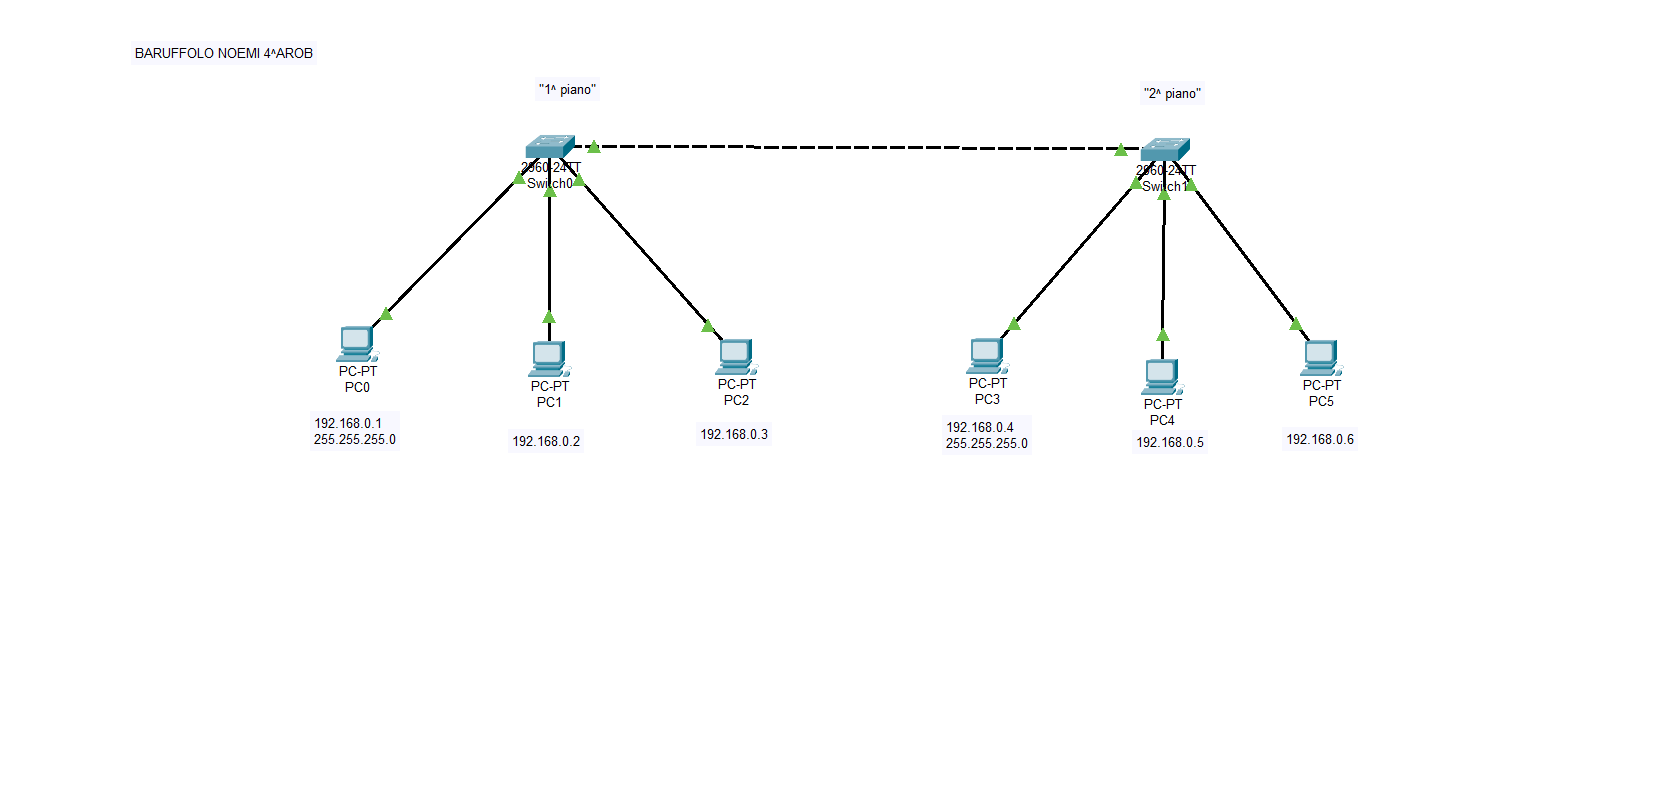 BARUFFOLO NOEMI 4^AROB
"1^ piano"
"2^ piano"
2960-24TT
Switch0
2960-24TT
Switch1
PC-PT
PC0
PC-PT
PC1
PC-PT
PC2
PC-PT
PC3
PC-PT
PC4
PC-PT
PC5
192.168.0.1
255.255.255.0
192.168.0.2
192.168.0.3
192.168.0.4
255.255.255.0
192.168.0.5
192.168.0.6